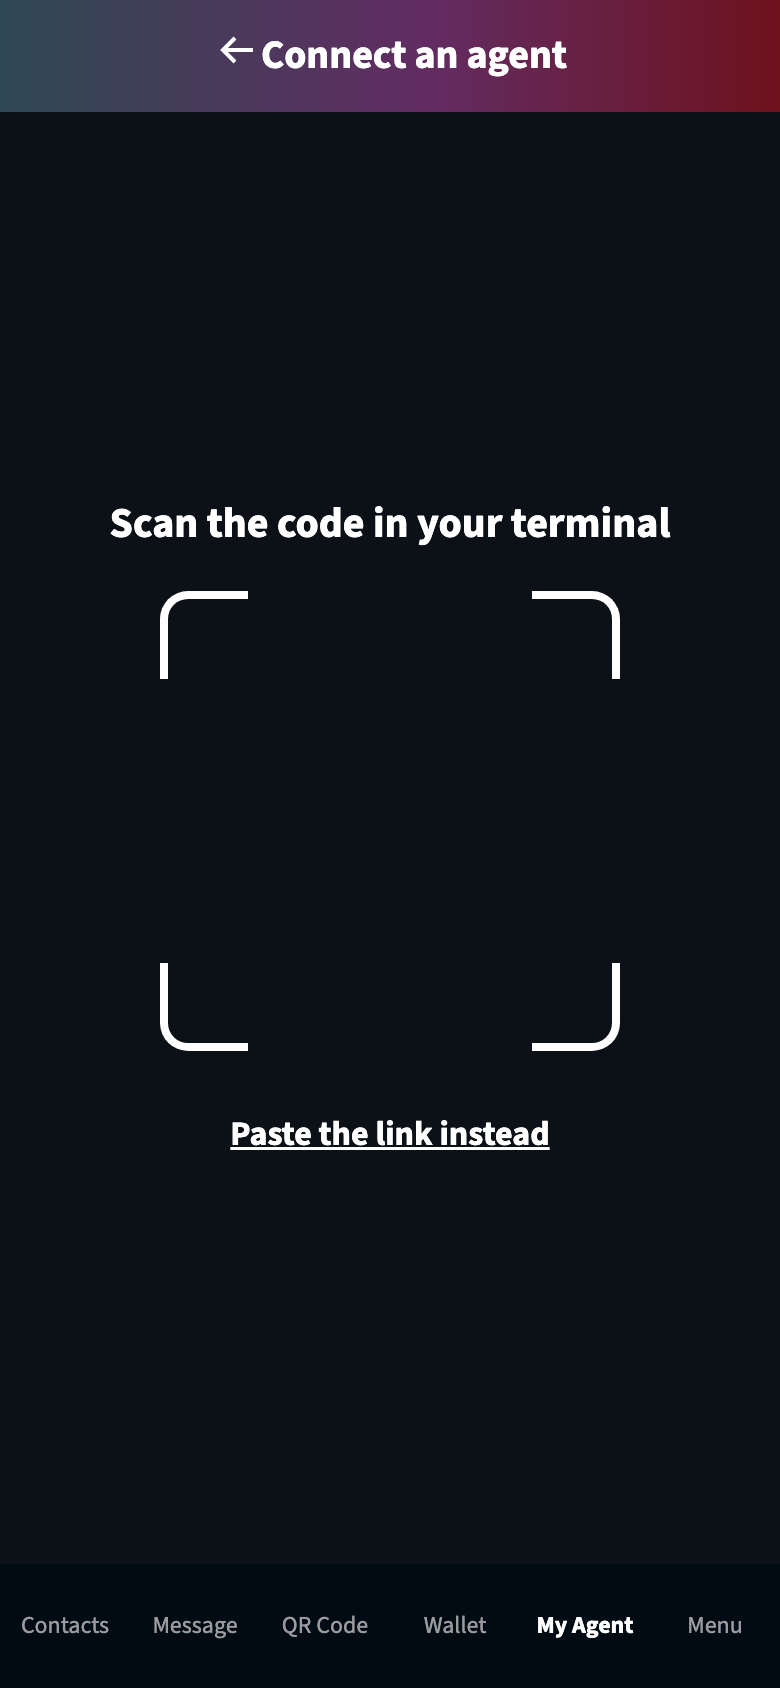 Connect an agent
Scan the code in your terminal
Paste the link instead
Contacts Message QR Code Wallet My Agent Menu